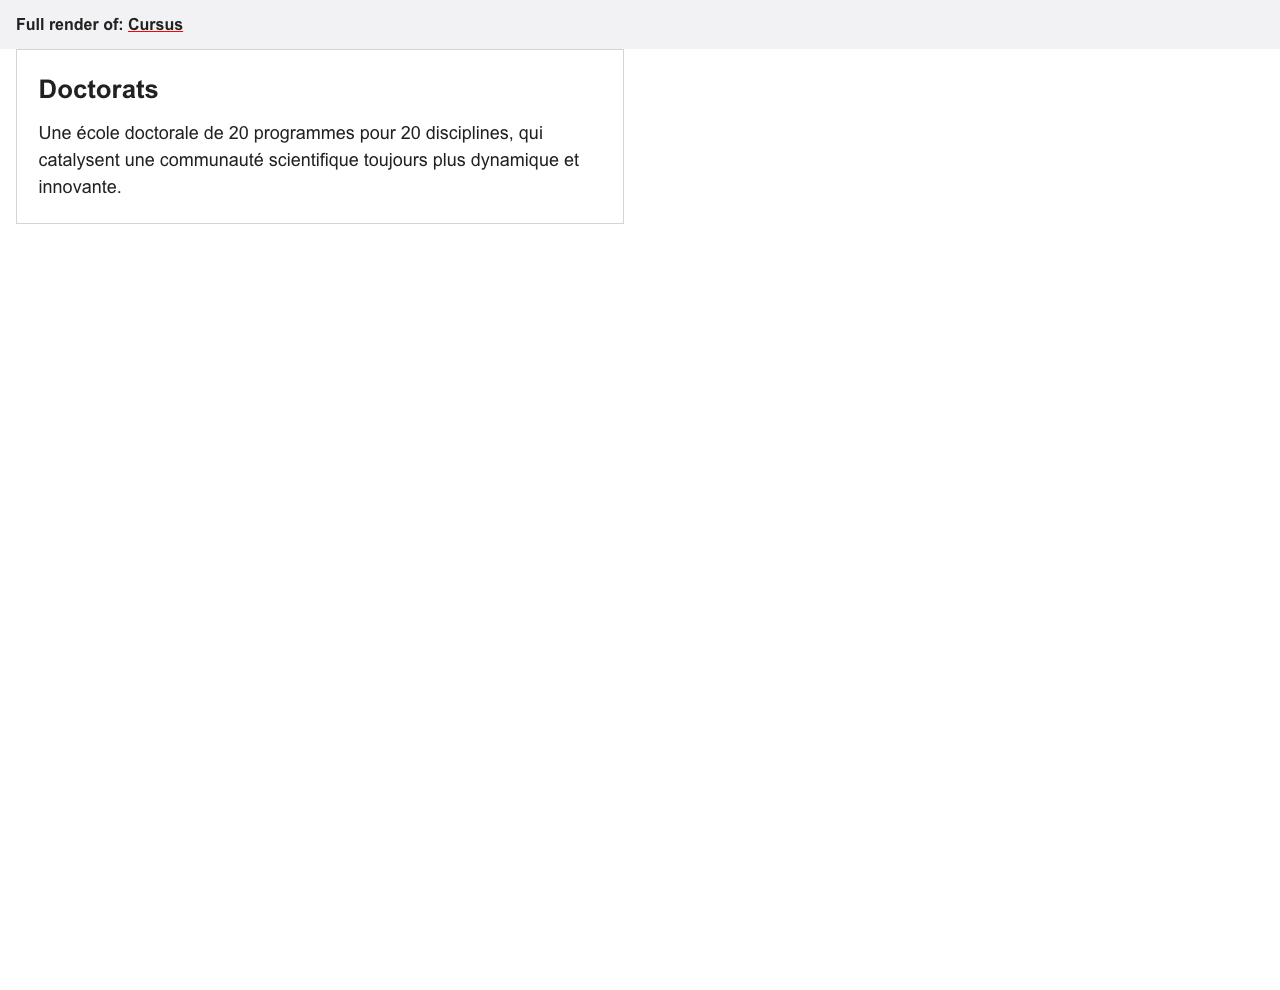 Full render of: Cursus
Doctorats
Une école doctorale de 20 programmes pour 20 disciplines, qui
catalysent une communauté scientifique toujours plus dynamique et
innovante.